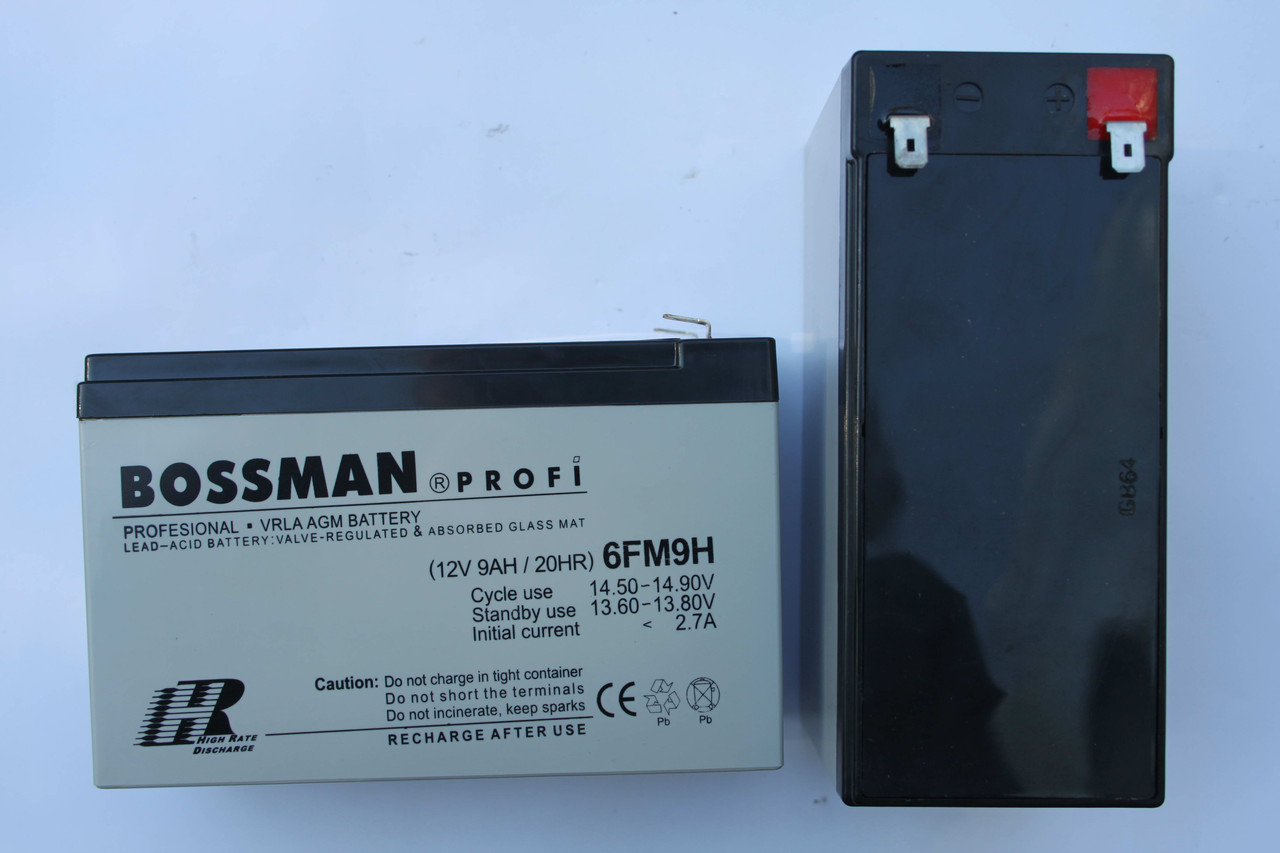 BOSSMAN ® PROFi
PROFESIONAL ▪ VRLA AGM BATTERY
LEAD–ACID BATTERY:VALVE-REGULATED & ABSORBED GLASS MAT
(12V 9AH / 20HR) 6FM9H
Cycle use 14.50–14.90V
Standby use 13.60–13.80V
Initial current < 2.7A
Caution: Do not charge in tight container
Do not short the terminals
Do not incinerate, keep sparks
RECHARGE AFTER USE
CE
Pb
Pb
HR
HIGH RATE
DISCHARGE
− +
GB64